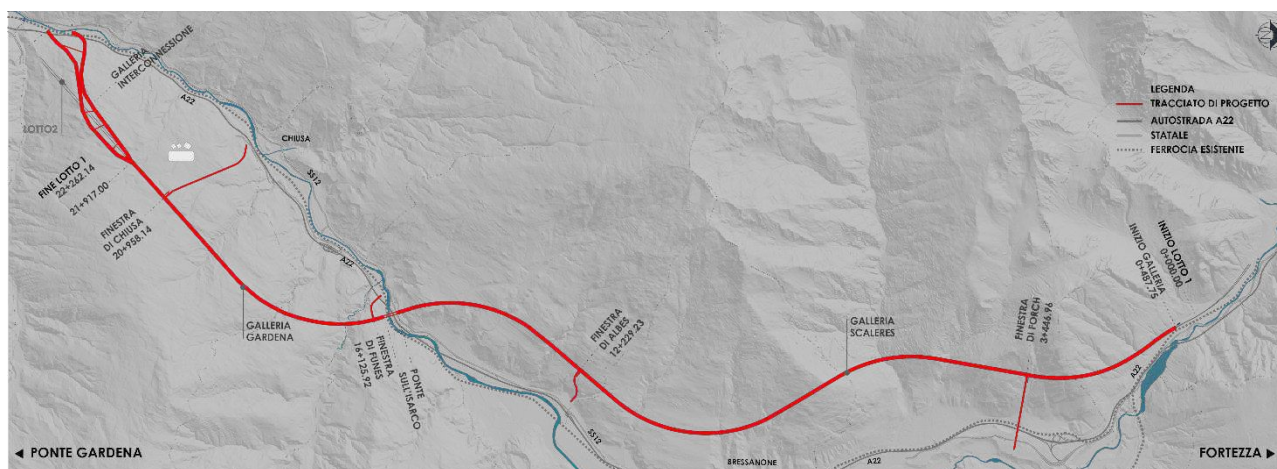 GALLERIA
INTERCONNESSIONE
A22
LOTTO2
CHIUSA
FINE LOTTO 1
22+262.14
21+917.00
SS12
FINESTRA
DI CHIUSA
20+958.14
A22
GALLERIA
GARDENA
FINESTRA
DI FUNES
16+125.92
PONTE
SULL'ISARCO
FINESTRA
DI ALBES
12+229.23
SS12
BRESSANONE
A22
GALLERIA
SCALERES
FINESTRA
DI FORCH
3+446.96
A22
INIZIO LOTTO 1
0+000.00
INIZIO GALLERIA
0+487.75
LEGENDA
TRACCIATO DI PROGETTO
AUTOSTRADA A22
STATALE
FERROCIA ESISTENTE
◄ PONTE GARDENA
FORTEZZA ►